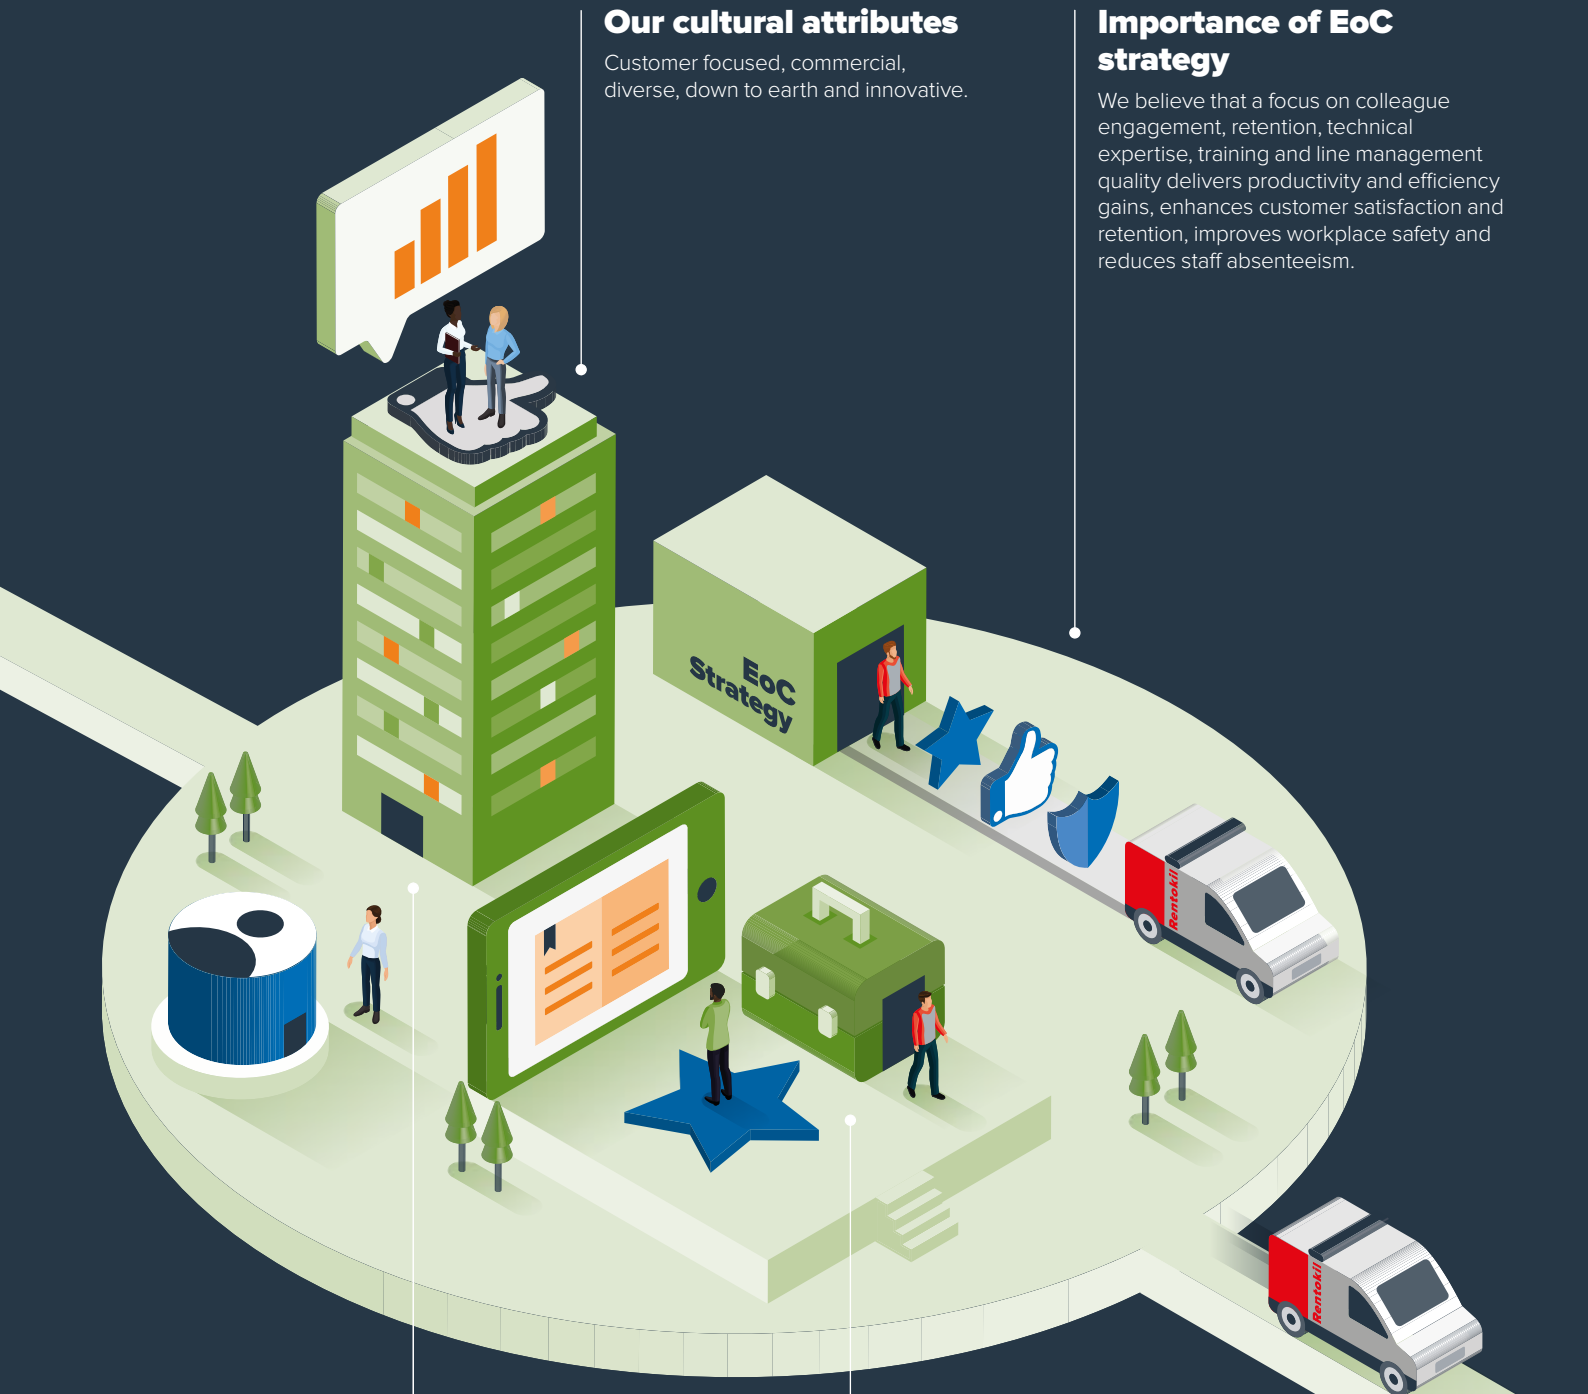 Our cultural attributes
Customer focused, commercial,
diverse, down to earth and innovative.
Importance of EoC
strategy
We believe that a focus on colleague
engagement, retention, technical
expertise, training and line management
quality delivers productivity and efficiency
gains, enhances customer satisfaction and
retention, improves workplace safety and
reduces staff absenteeism.
EoC
Strategy
Rentokil
Rentokil